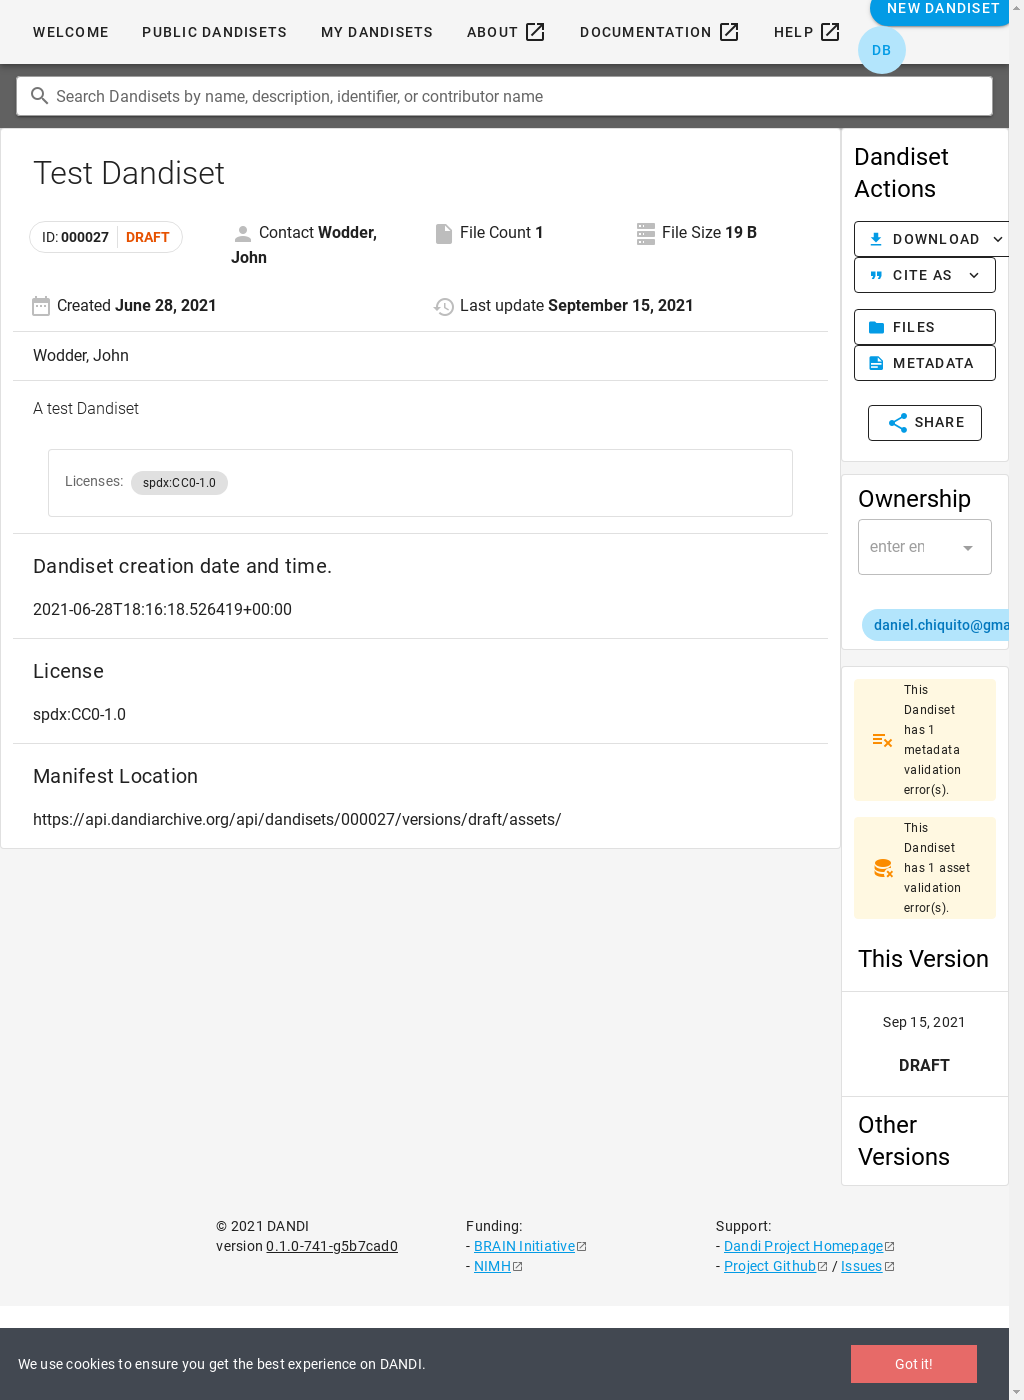 WELCOME PUBLIC DANDISETS MY DANDISETS ABOUT DOCUMENTATION HELP NEW DANDISET
DB
Search Dandisets by name, description, identifier, or contributor name
Test Dandiset
ID: 000027 DRAFT
Contact Wodder, John
File Count 1
File Size 19 B
Created June 28, 2021
Last update September 15, 2021
Wodder, John
A test Dandiset
Licenses: spdx:CC0-1.0
Dandiset creation date and time.
2021-06-28T18:16:18.526419+00:00
License
spdx:CC0-1.0
Manifest Location
https://api.dandiarchive.org/api/dandisets/000027/versions/draft/assets/
Dandiset
Actions
DOWNLOAD
CITE AS
FILES
METADATA
SHARE
Ownership
enter en
daniel.chiquito@gma
This
Dandiset
has 1
metadata
validation
error(s).
This
Dandiset
has 1 asset
validation
error(s).
This Version
Sep 15, 2021
DRAFT
Other
Versions
© 2021 DANDI
version 0.1.0-741-g5b7cad0
Funding:
- BRAIN Initiative
- NIMH
Support:
- Dandi Project Homepage
- Project Github / Issues
We use cookies to ensure you get the best experience on DANDI.
Got it!